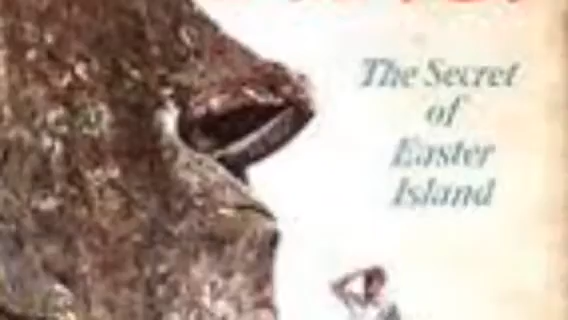 The Secret
of
Easter
Island